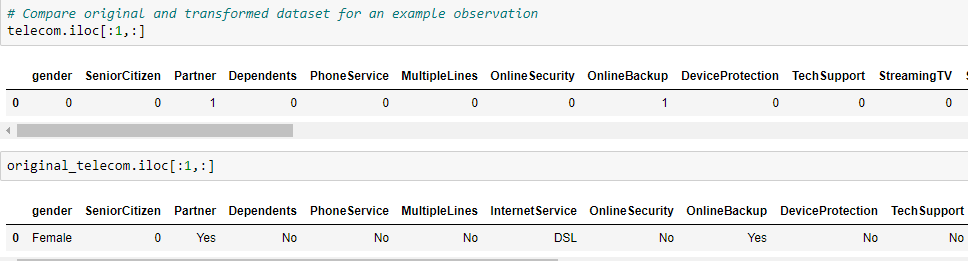 # Compare original and transformed dataset for an example observation
telecom.iloc[:1,:]
gender SeniorCitizen Partner Dependents PhoneService MultipleLines OnlineSecurity OnlineBackup DeviceProtection TechSupport StreamingTV
0 0 0 1 0 0 0 0 1 0 0 0
original_telecom.iloc[:1,:]
gender SeniorCitizen Partner Dependents PhoneService MultipleLines InternetService OnlineSecurity OnlineBackup DeviceProtection TechSupport
0 Female 0 Yes No No No DSL No Yes No No